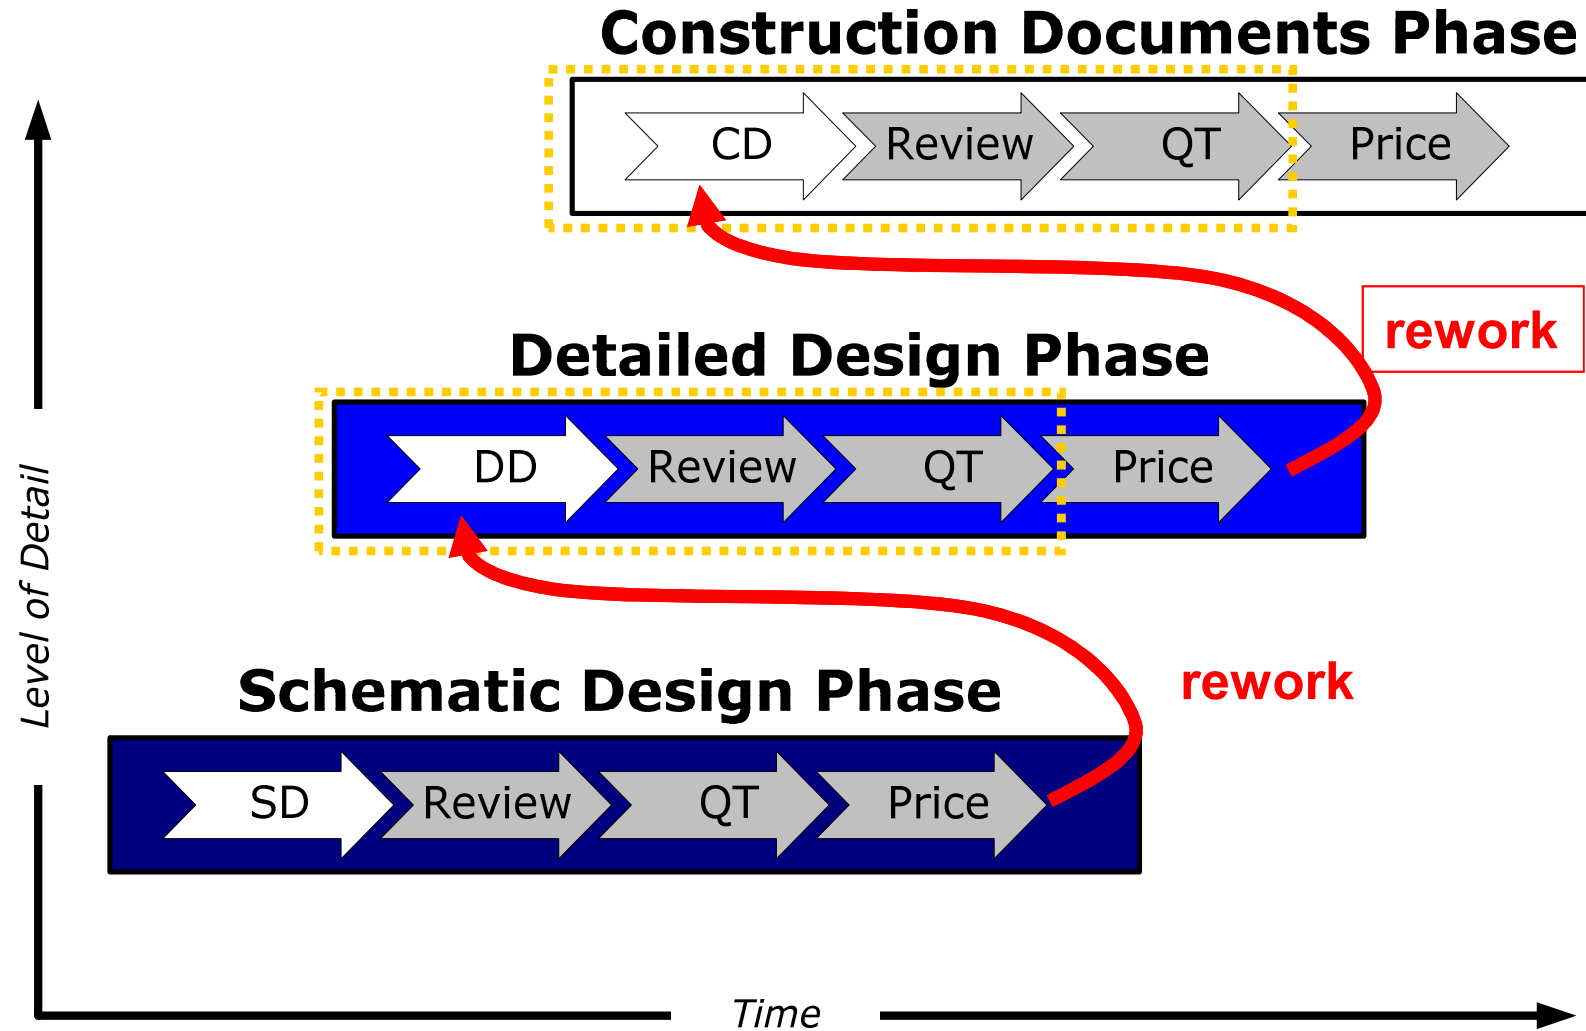 Construction Documents Phase
CD
Review
QT
Price
rework
Detailed Design Phase
DD
Review
QT
Price
Level of Detail
rework
Schematic Design Phase
SD
Review
QT
Price
Time